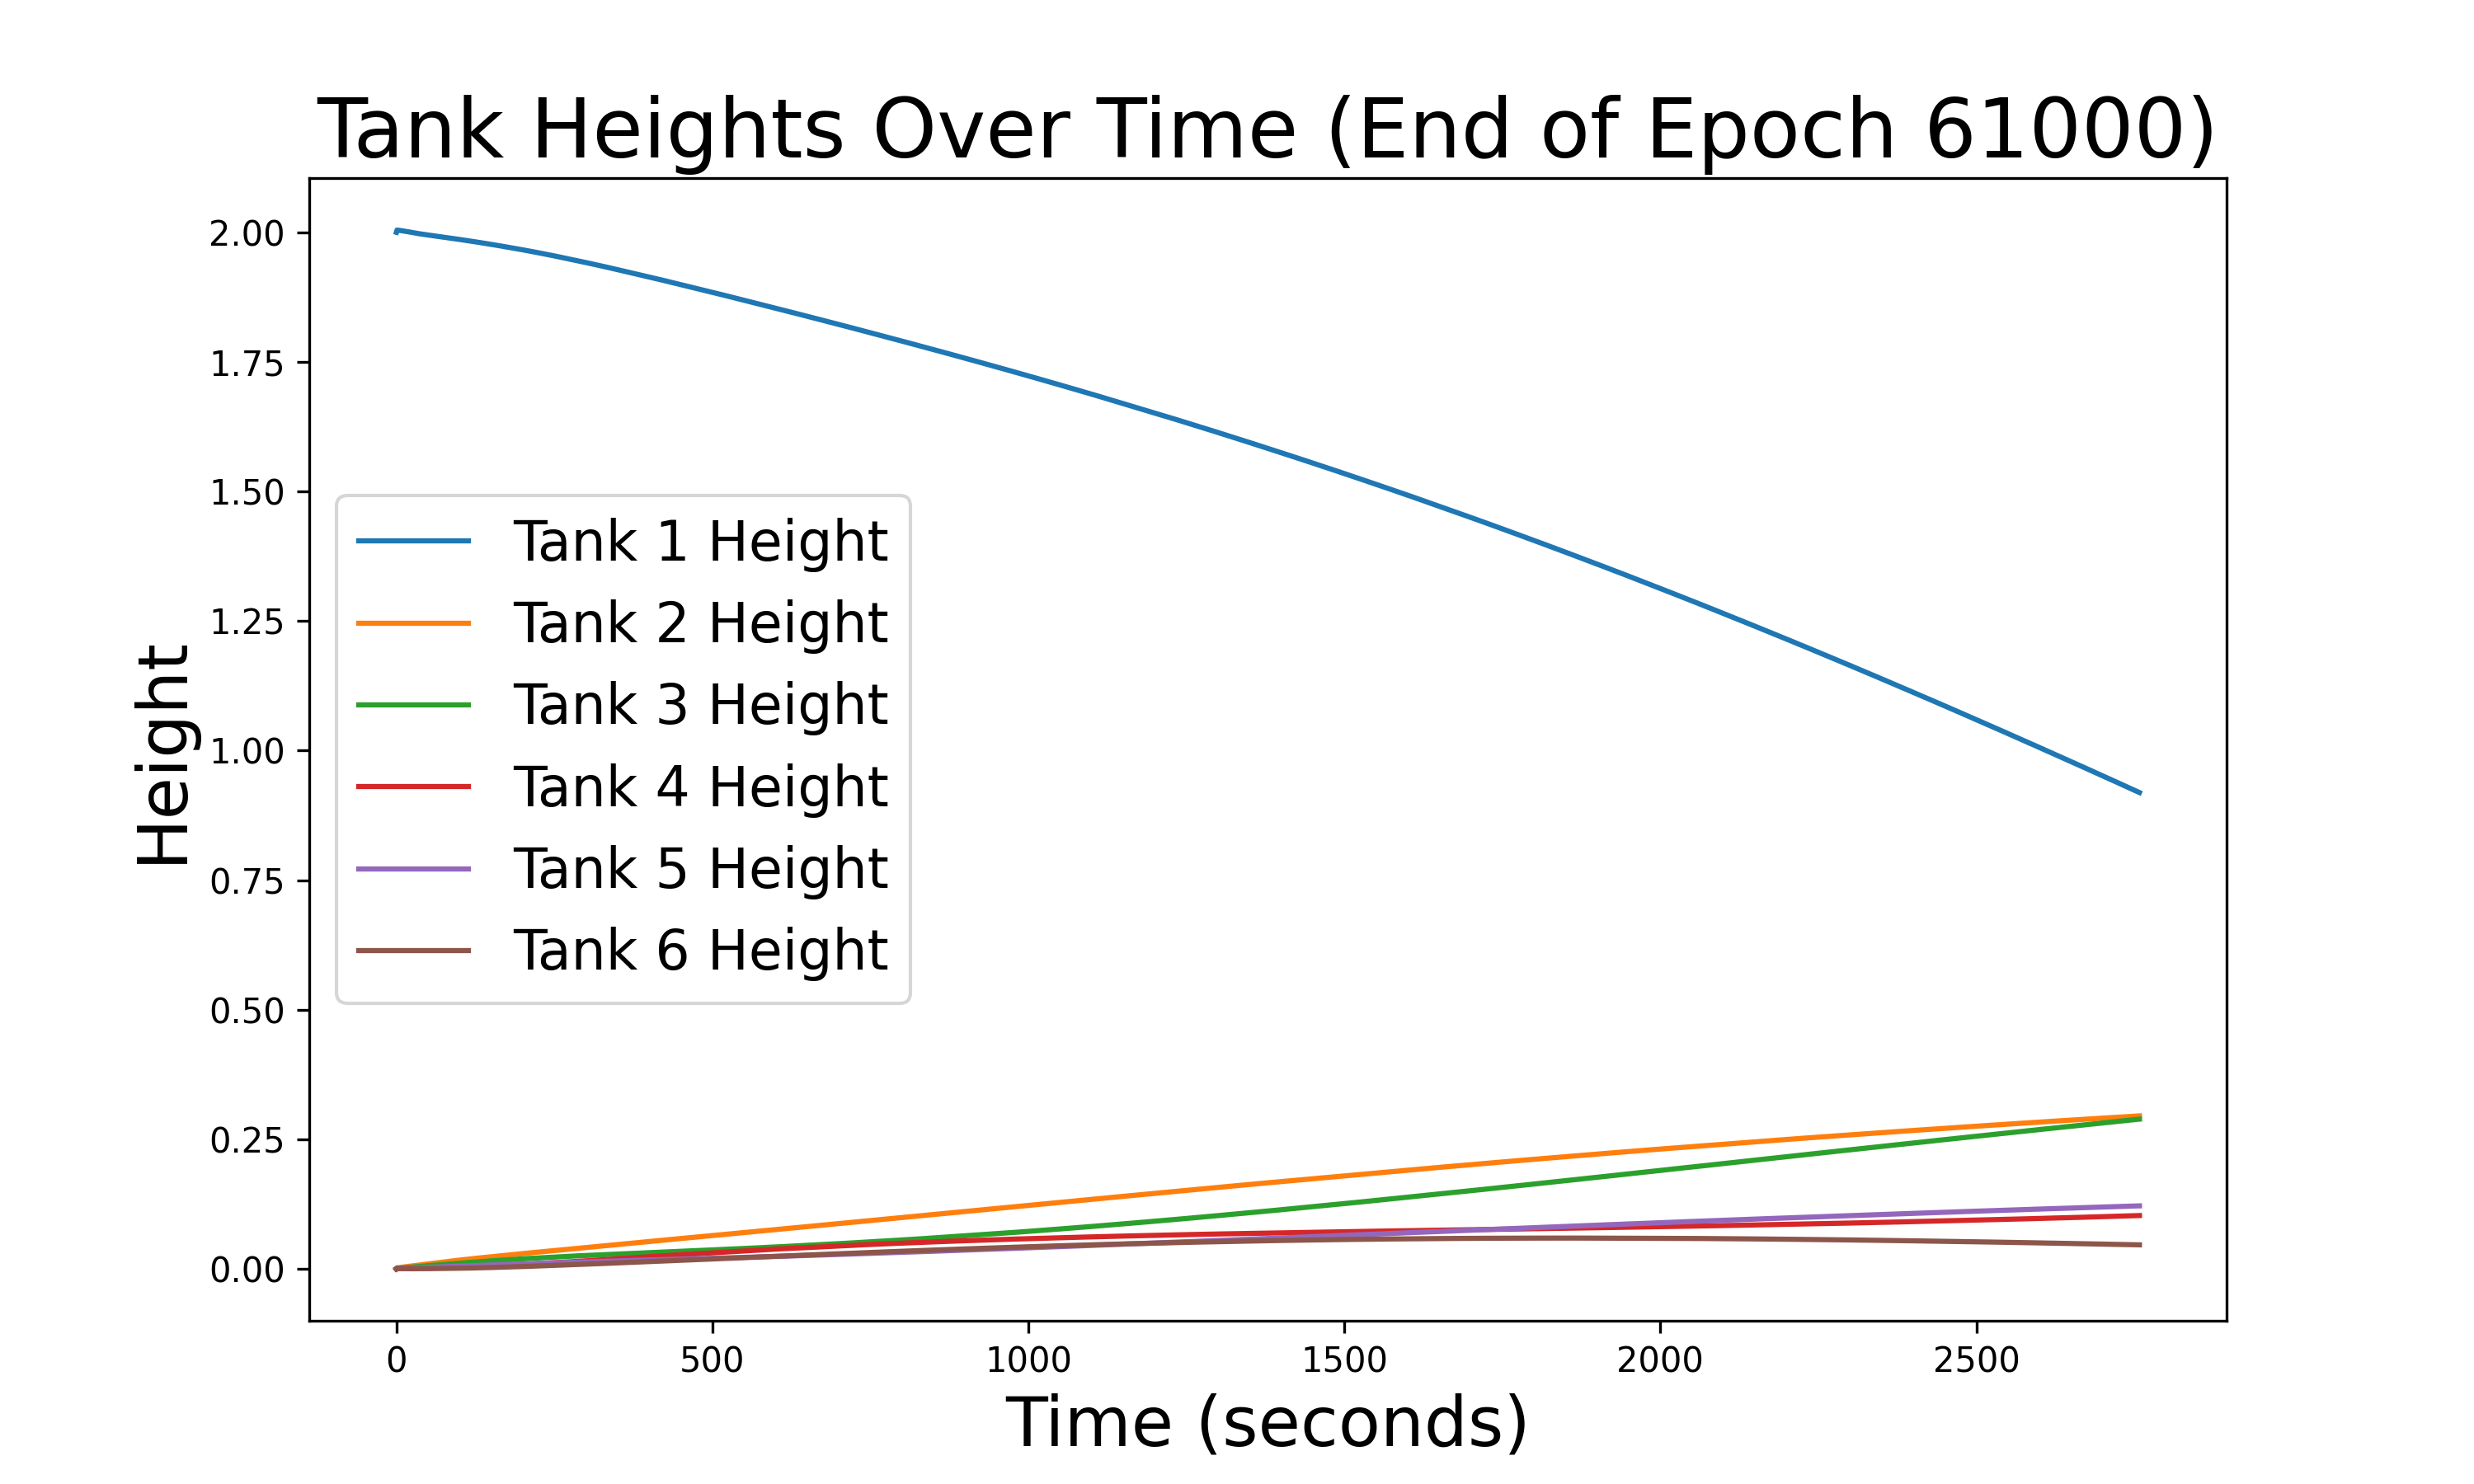 Tank Heights Over Time (End of Epoch 61000)
Height
2.00
1.75
1.50
1.25
1.00
0.75
0.50
0.25
0.00
Tank 1 Height
Tank 2 Height
Tank 3 Height
Tank 4 Height
Tank 5 Height
Tank 6 Height
0 500 1000 1500 2000 2500
Time (seconds)